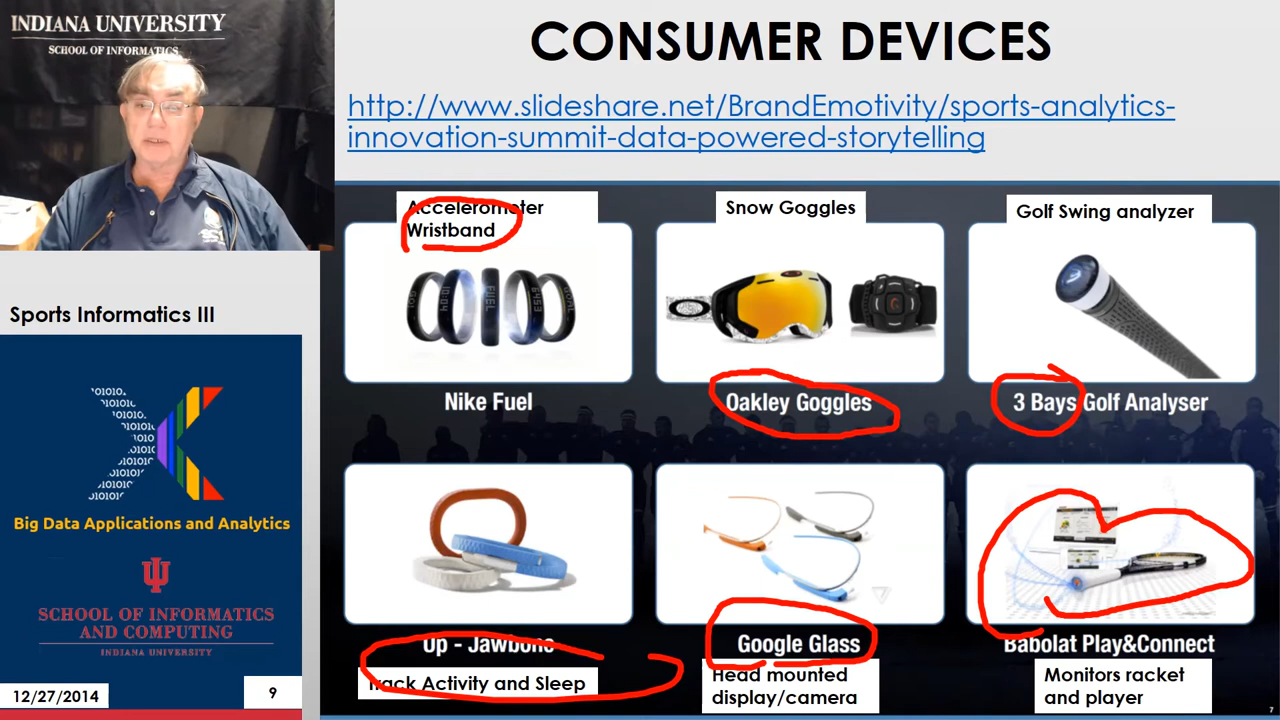 INDIANA UNIVERSITY
SCHOOL OF INFORMATICS
CONSUMER DEVICES
http://www.slideshare.net/BrandEmotivity/sports-analytics-
innovation-summit-data-powered-storytelling
Accelerometer
Wristband
Snow Goggles
Golf Swing analyzer
Nike Fuel
Oakley Goggles
3 Bays Golf Analyser
Up - Jawbone
Track Activity and Sleep
Google Glass
Head mounted
display/camera
Babolat Play&Connect
Monitors racket
and player
Sports Informatics III
Big Data Applications and Analytics
SCHOOL OF INFORMATICS
AND COMPUTING
INDIANA UNIVERSITY
12/27/2014
9
7